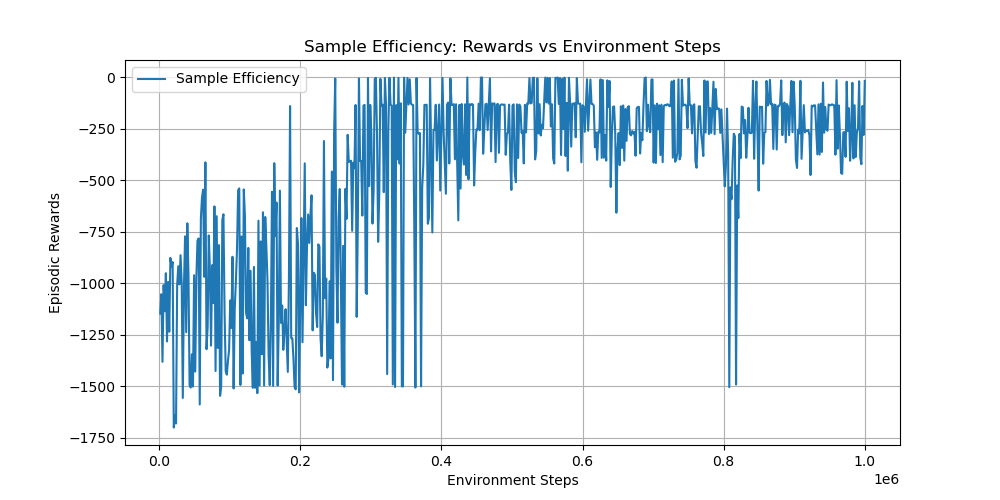 Sample Efficiency: Rewards vs Environment Steps
Sample Efficiency
Episodic Rewards
0
−250
−500
−750
−1000
−1250
−1500
−1750
0.0 0.2 0.4 0.6 0.8 1.0
1e6
Environment Steps